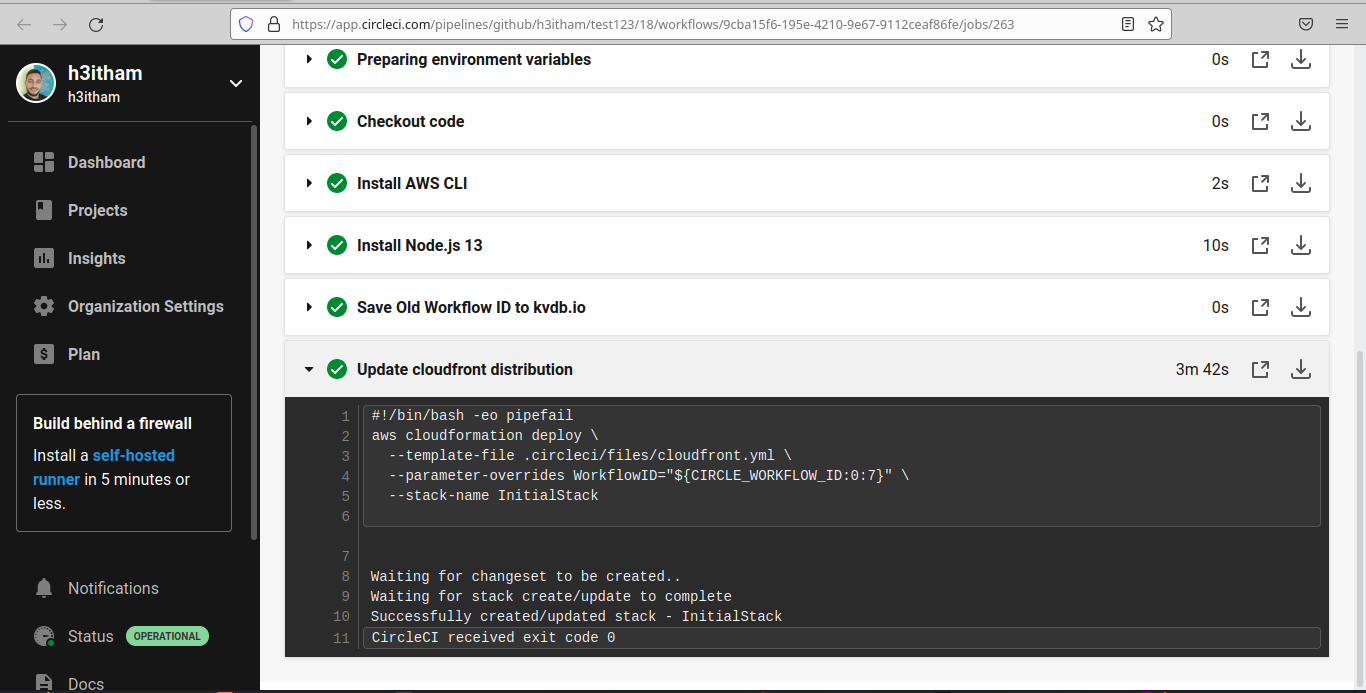 https://app.circleci.com/pipelines/github/h3itham/test123/18/workflows/9cba15f6-195e-4210-9e67-9112ceaf86fe/jobs/263
h3itham
h3itham
Dashboard
Projects
Insights
Organization Settings
Plan
Build behind a firewall
Install a self-hosted
runner in 5 minutes or
less.
Notifications
Status OPERATIONAL
Docs
Preparing environment variables 0s
Checkout code 0s
Install AWS CLI 2s
Install Node.js 13 10s
Save Old Workflow ID to kvdb.io 0s
Update cloudfront distribution 3m 42s
1 #!/bin/bash -eo pipefail
2 aws cloudformation deploy \
3 --template-file .circleci/files/cloudfront.yml \
4 --parameter-overrides WorkflowID="${CIRCLE_WORKFLOW_ID:0:7}" \
5 --stack-name InitialStack
6
7
8 Waiting for changeset to be created..
9 Waiting for stack create/update to complete
10 Successfully created/updated stack - InitialStack
11 CircleCI received exit code 0